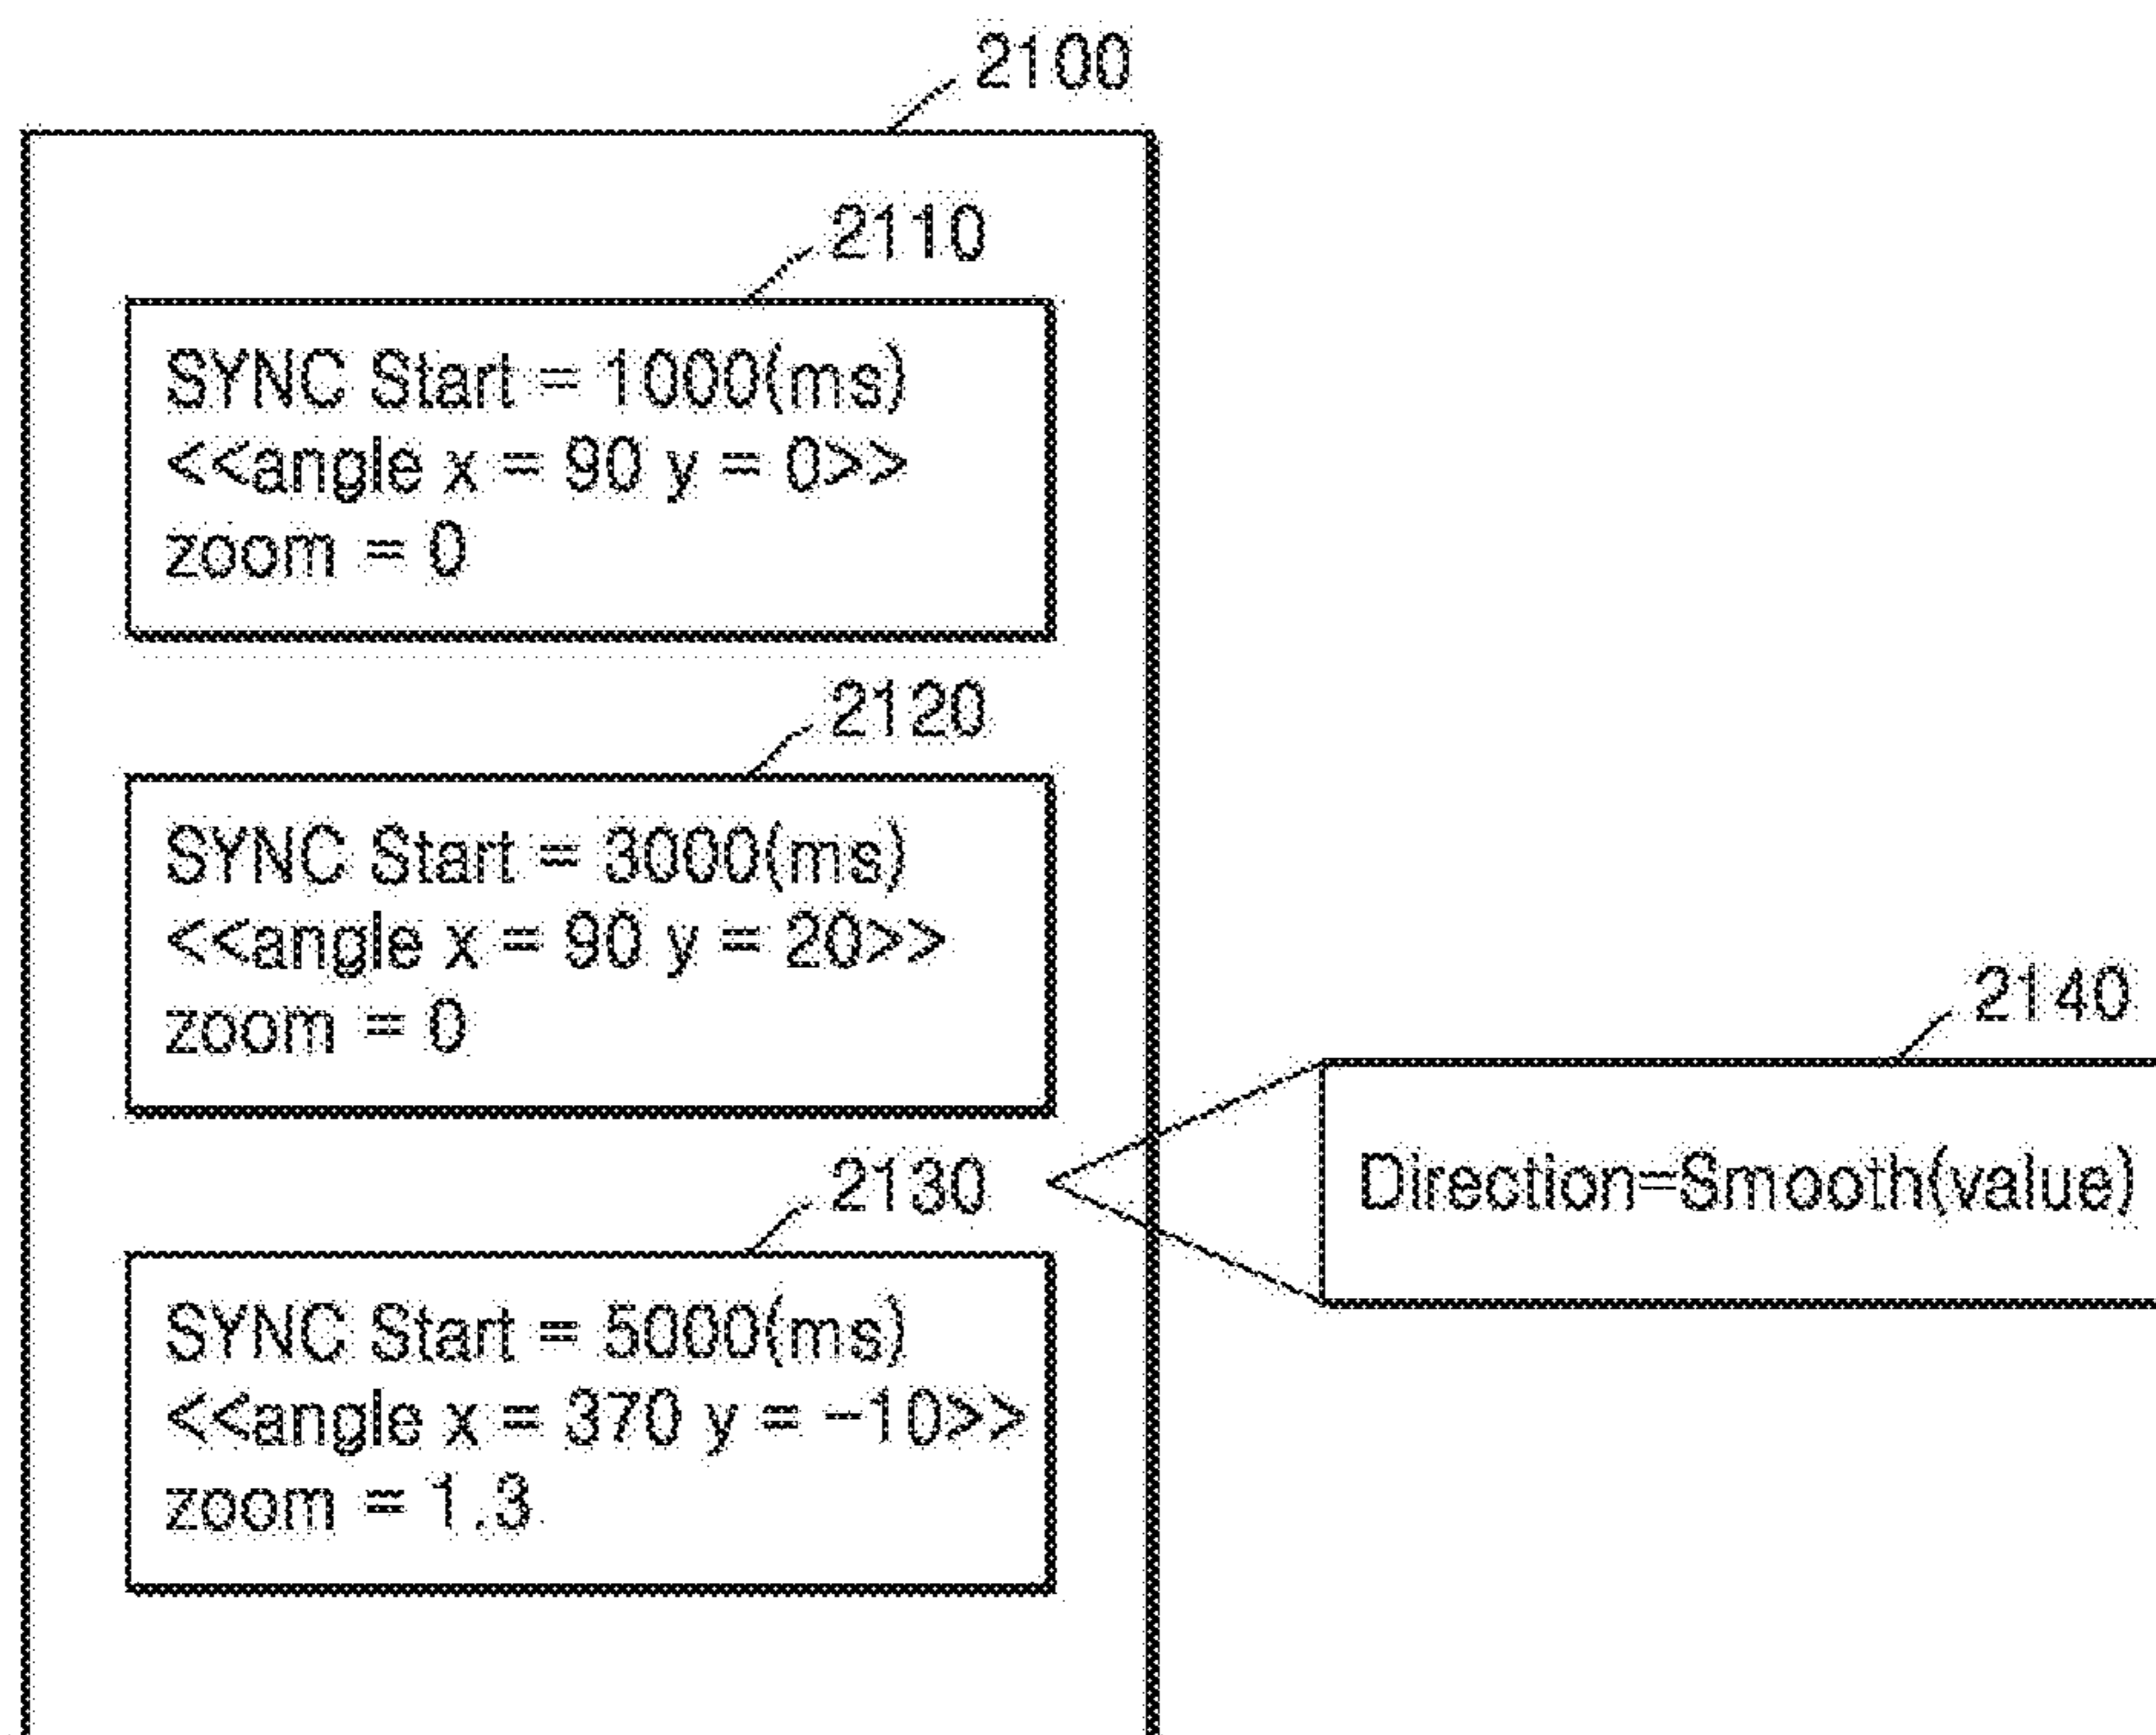 2100
2110
SYNC Start = 1000(ms)
<<angle x = 90 y = 0>>
zoom = 0
2120
SYNC Start = 3000(ms)
<<angle x = 90 y = 20>>
zoom = 0
2140
Direction=Smooth(value)
2130
SYNC Start = 5000(ms)
<<angle x = 370 y = -10>>
zoom = 1.3